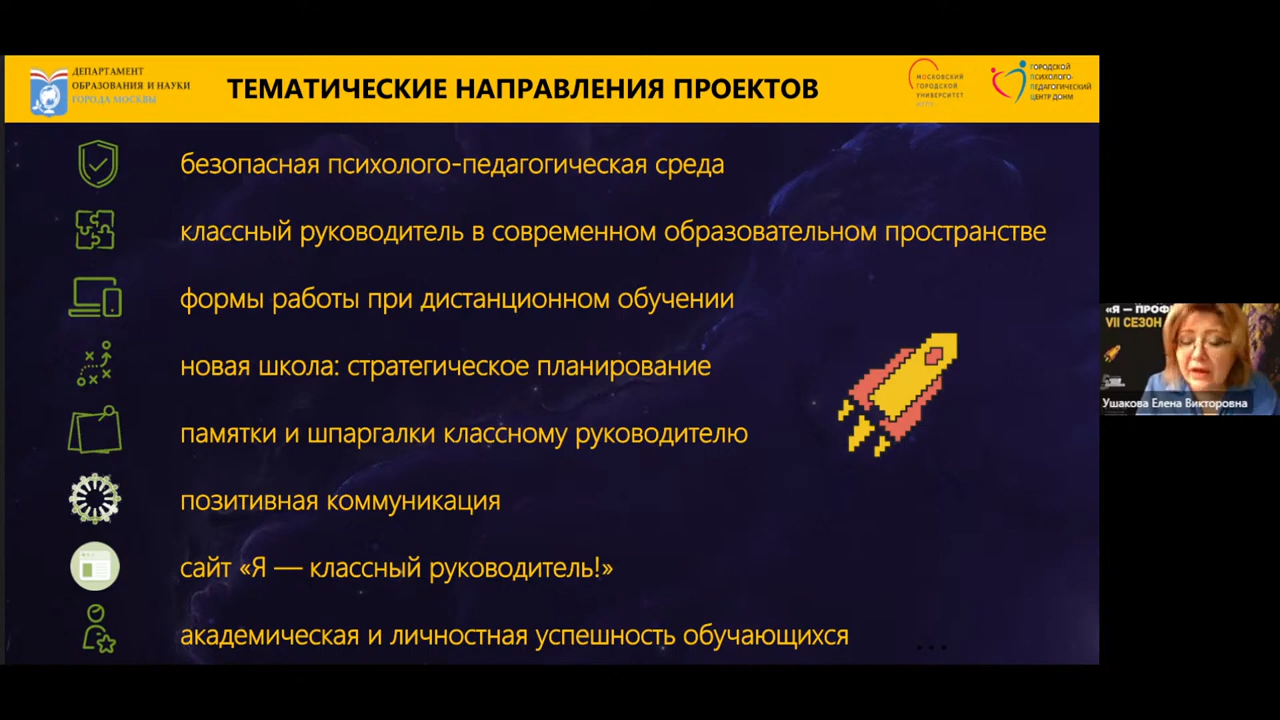 ДЕПАРТАМЕНТ
ОБРАЗОВАНИЯ И НАУКИ
ГОРОДА МОСКВЫ
ТЕМАТИЧЕСКИЕ НАПРАВЛЕНИЯ ПРОЕКТОВ
МОСКОВСКИЙ
ГОРОДСКОЙ
УНИВЕРСИТЕТ
ГОРОДСКОЙ
ПСИХОЛОГО-
ПЕДАГОГИЧЕСКИЙ
ЦЕНТР ДОНМ
безопасная психолого-педагогическая среда
классный руководитель в современном образовательном пространстве
формы работы при дистанционном обучении
новая школа: стратегическое планирование
памятки и шпаргалки классному руководителю
позитивная коммуникация
сайт «Я — классный руководитель!»
академическая и личностная успешность обучающихся
...
«Я — ПРОФ
VII СЕЗОН
Ушакова Елена Викторовна